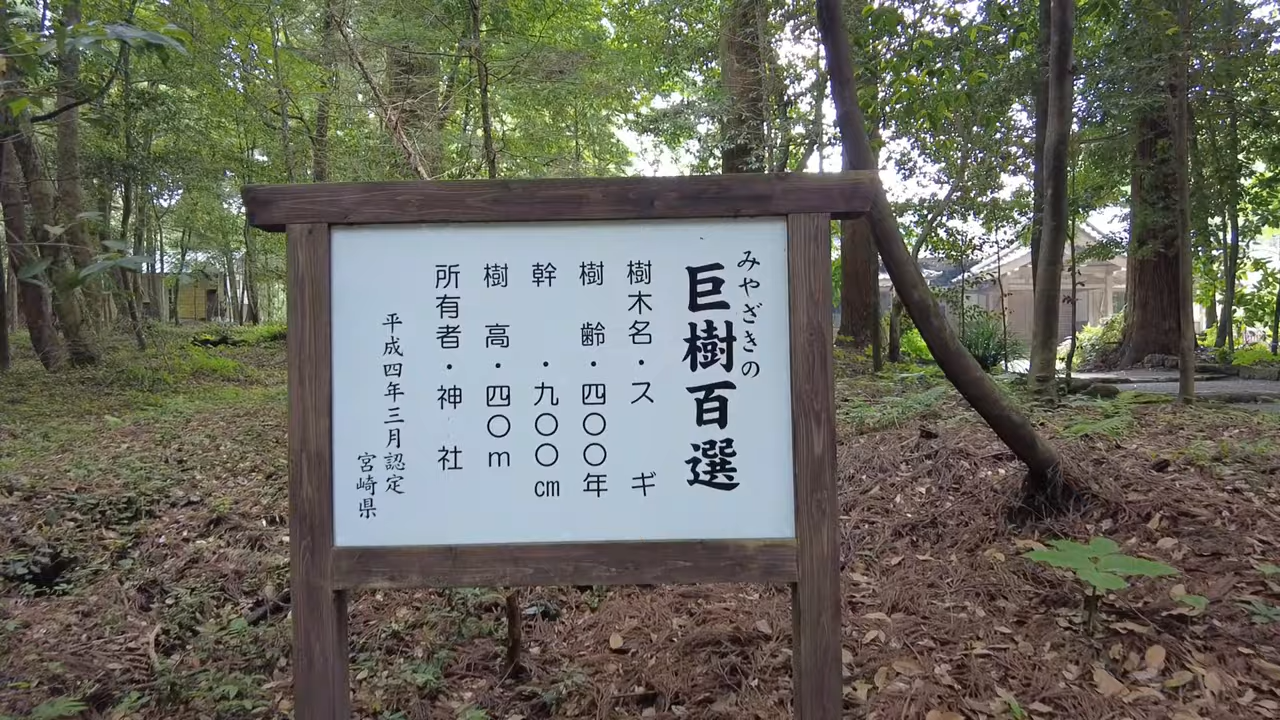 みやざきの
巨樹百選
樹木名・スギ
樹齢・四〇〇年
幹・九〇〇cm
樹高・四〇m
所有者・神社
平成四年三月認定
宮崎県